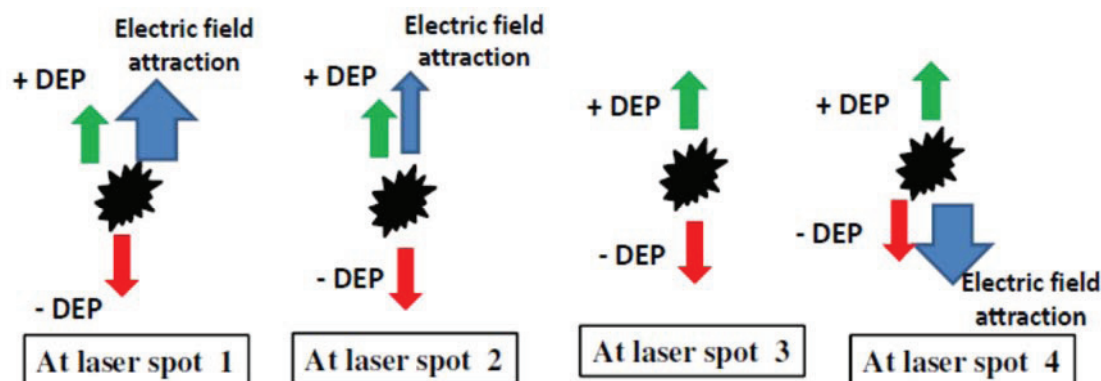 Electric field
attraction
+ DEP
- DEP
At laser spot 1
Electric field
attraction
+ DEP
- DEP
At laser spot 2
+ DEP
- DEP
At laser spot 3
+ DEP
- DEP
Electric field
attraction
At laser spot 4